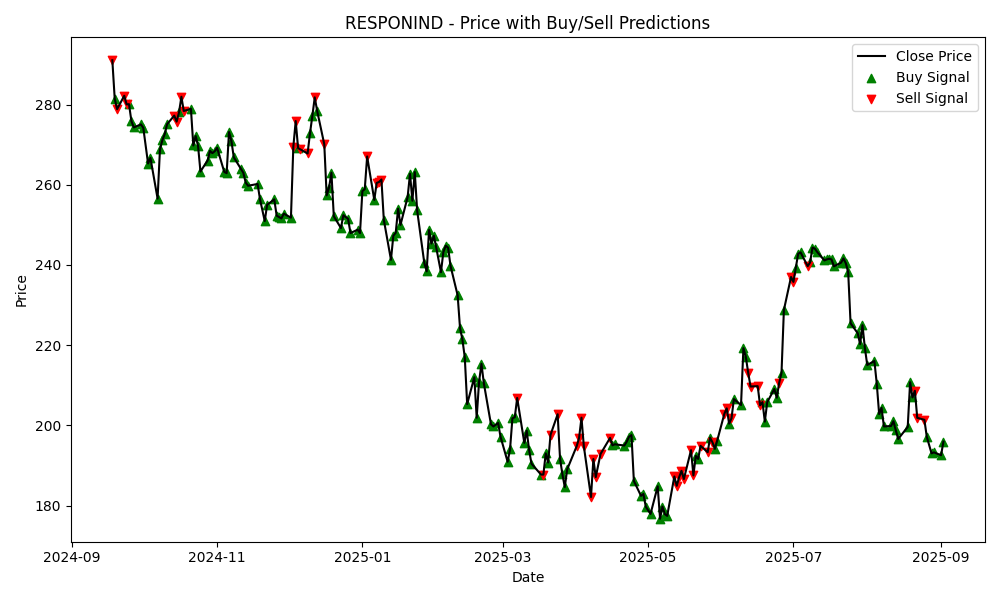 RESPONIND - Price with Buy/Sell Predictions
Close Price
Buy Signal
Sell Signal
Price
280
260
240
220
200
180
2024-09
2024-11
2025-01
2025-03
2025-05
2025-07
2025-09
Date